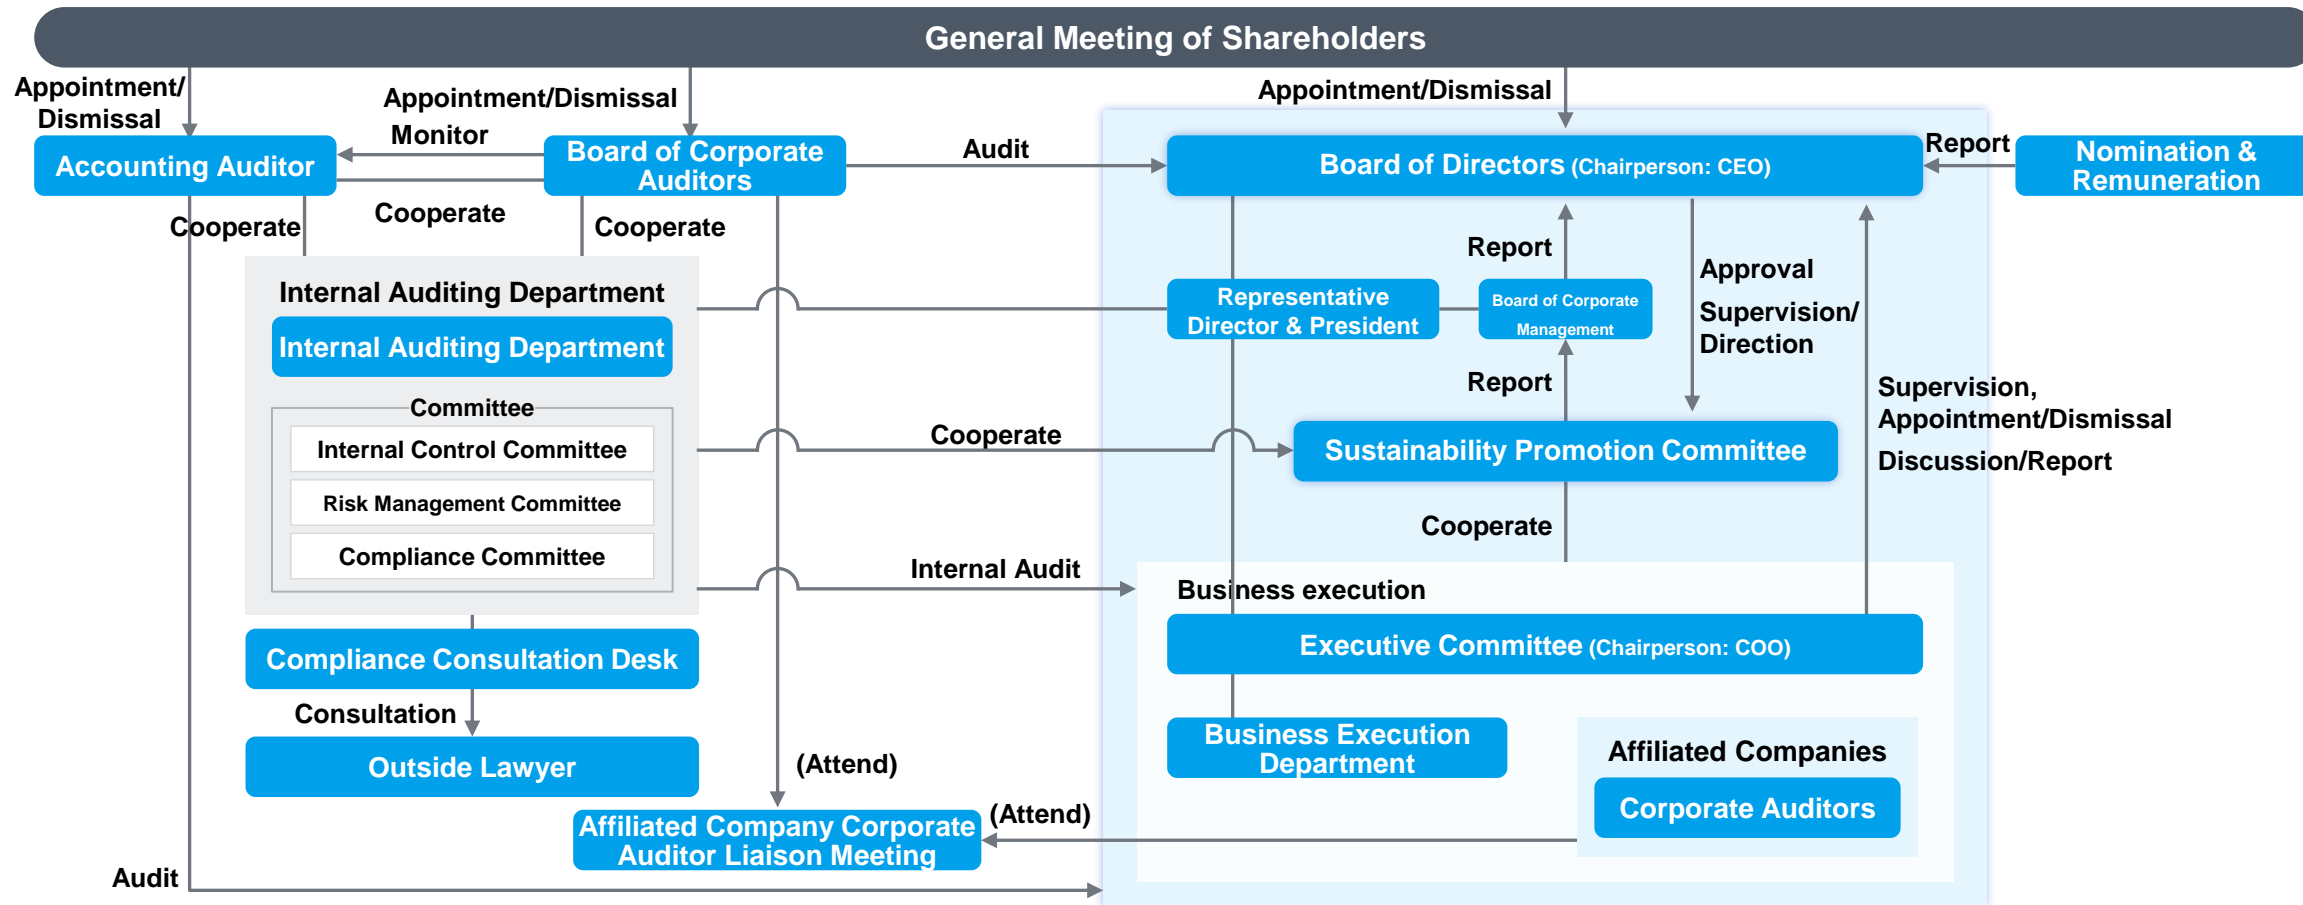 General Meeting of Shareholders
Appointment/
Dismissal
Appointment/Dismissal
Appointment/Dismissal
Monitor
Audit
Report
Accounting Auditor
Board of Corporate
Auditors
Board of Directors (Chairperson: CEO)
Nomination &
Remuneration
Cooperate
Cooperate
Cooperate
Report
Approval
Supervision/
Direction
Internal Auditing Department
Internal Auditing Department
Representative
Director & President
Board of Corporate
Management
Report
Supervision,
Appointment/Dismissal
Discussion/Report
Committee
Internal Control Committee
Risk Management Committee
Compliance Committee
Cooperate
Sustainability Promotion Committee
Cooperate
Internal Audit
Business execution
Executive Committee (Chairperson: COO)
Compliance Consultation Desk
Consultation
Outside Lawyer
Business Execution
Department
Affiliated Companies
Corporate Auditors
(Attend)
(Attend)
Affiliated Company Corporate
Auditor Liaison Meeting
Audit